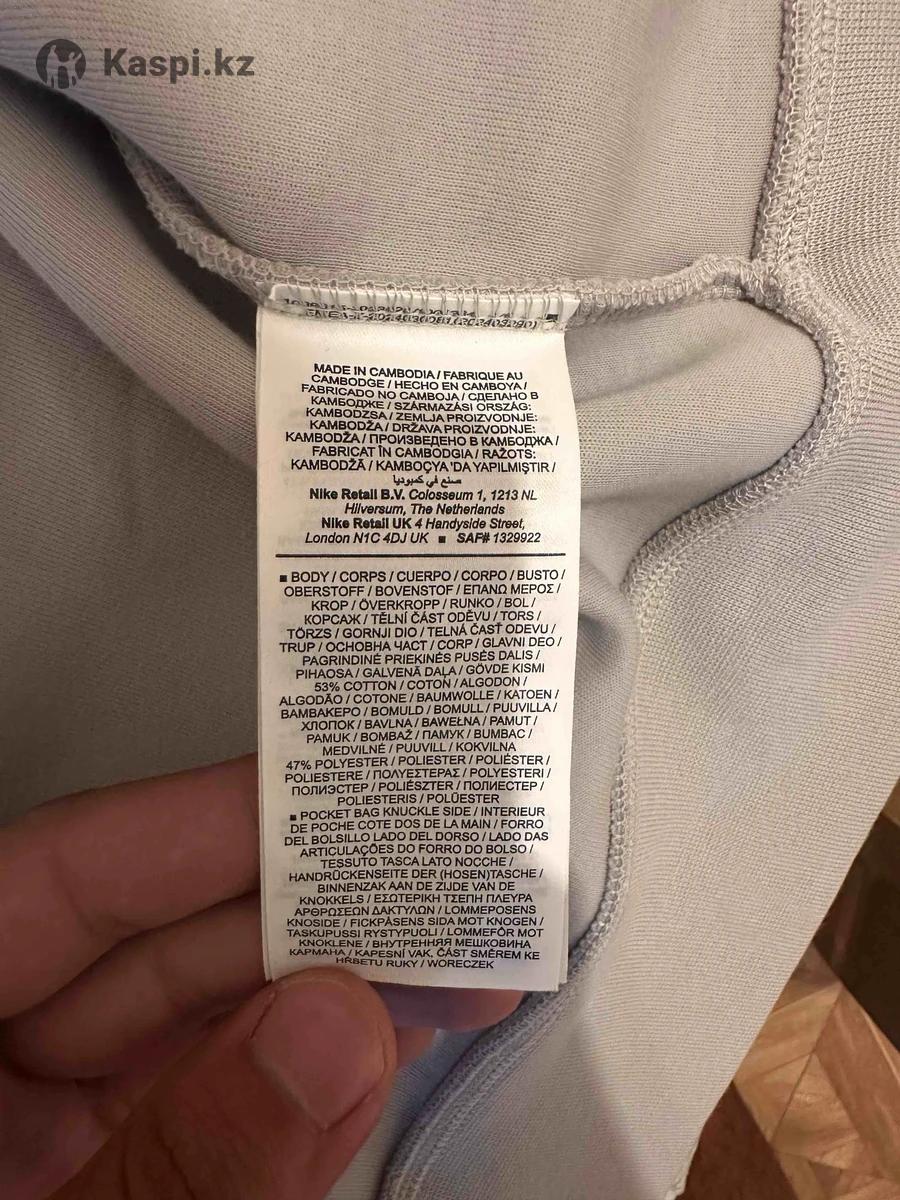 Kaspi.kz
MADE IN CAMBODIA / FABRIQUE AU
CAMBODGE / HECHO EN CAMBOYA /
FABRICADO NO CAMBOJA / СДЕЛАНО В
КАМБОДЖЕ / SZÁRMAZÁSI ORSZÁG:
KAMBODZSA / ZEMLJA PROIZVODNJE:
KAMBODŽA / DRŽAVA PROIZVODNJE:
KAMBODŽA / ПРОИЗВЕДЕНО В КАМБОДЖА /
FABRICAT ÎN CAMBODGIA / RAŽOTS:
KAMBODŽĀ / KAMBOÇYA 'DA YAPILMIŞTIR /
صنع في كمبوديا
Nike Retail B.V. Colosseum 1, 1213 NL
Hilversum, The Netherlands
Nike Retail UK 4 Handyside Street,
London N1C 4DJ UK ■ SAF# 1329922
■ BODY / CORPS / CUERPO / CORPO / BUSTO /
OBERSTOFF / BOVENSTOF / ΕΠΑΝΩ ΜΕΡΟΣ /
KROP / ÖVERKROPP / RUNKO / BOL /
КОРСАЖ / TĚLNÍ ČÁST ODĚVU / TORS /
TÖRZS / GORNJI DIO / TELNÁ ČASŤ ODEVU /
TRUP / ОСНОВНА ЧАСТ / CORP / GLAVNI DEO /
PAGRINDINĖ PRIEKINĖS PUSĖS DALIS /
PIHAOSA / GALVENĀ DAĻA / GÖVDE KISMI
53% COTTON / COTON / ALGODON /
ALGODÃO / COTONE / BAUMWOLLE / KATOEN /
ΒΑΜΒΑΚΕΡΟ / BOMULD / BOMULL / PUUVILLA /
ХЛОПОК / BAVLNA / BAWEŁNA / PAMUT /
PAMUK / BOMBAŽ / ПАМУК / BUMBAC /
MEDVILNĖ / PUUVILL / KOKVILNA
47% POLYESTER / POLIESTER / POLIÉSTER /
POLIESTERE / ΠΟΛΥΕΣΤΕΡΑΣ / POLYESTERI /
ПОЛИЭСТЕР / POLIÉSZTER / ПОЛИЕСТЕР /
POLIESTERIS / POLÜESTER
■ POCKET BAG KNUCKLE SIDE / INTERIEUR
DE POCHE COTE DOS DE LA MAIN / FORRO
DEL BOLSILLO LADO DEL DORSO / LADO DAS
ARTICULAÇÕES DO FORRO DO BOLSO /
TESSUTO TASCA LATO NOCCHE /
HANDRÜCKENSEITE DER (HOSEN)TASCHE /
BINNENZAK AAN DE ZIJDE VAN DE
KNOKKELS / ΕΣΩΤΕΡΙΚΗ ΤΣΕΠΗ ΠΛΕΥΡΑ
ΑΡΘΡΩΣΕΩΝ ΔΑΚΤΥΛΩΝ / LOMMEPOSENS
KNOSIDE / FICKPÅSENS SIDA MOT KNOGEN /
TASKUPUSSI RYSTYPUOLI / LOMMEFÔR MOT
KNOKLENE / ВНУТРЕННЯЯ МЕШКОВИНА
КАРМАНА / KAPESNÍ VAK, ČÁST SMĚREM KE
HŘBETU RUKY / WORECZEK